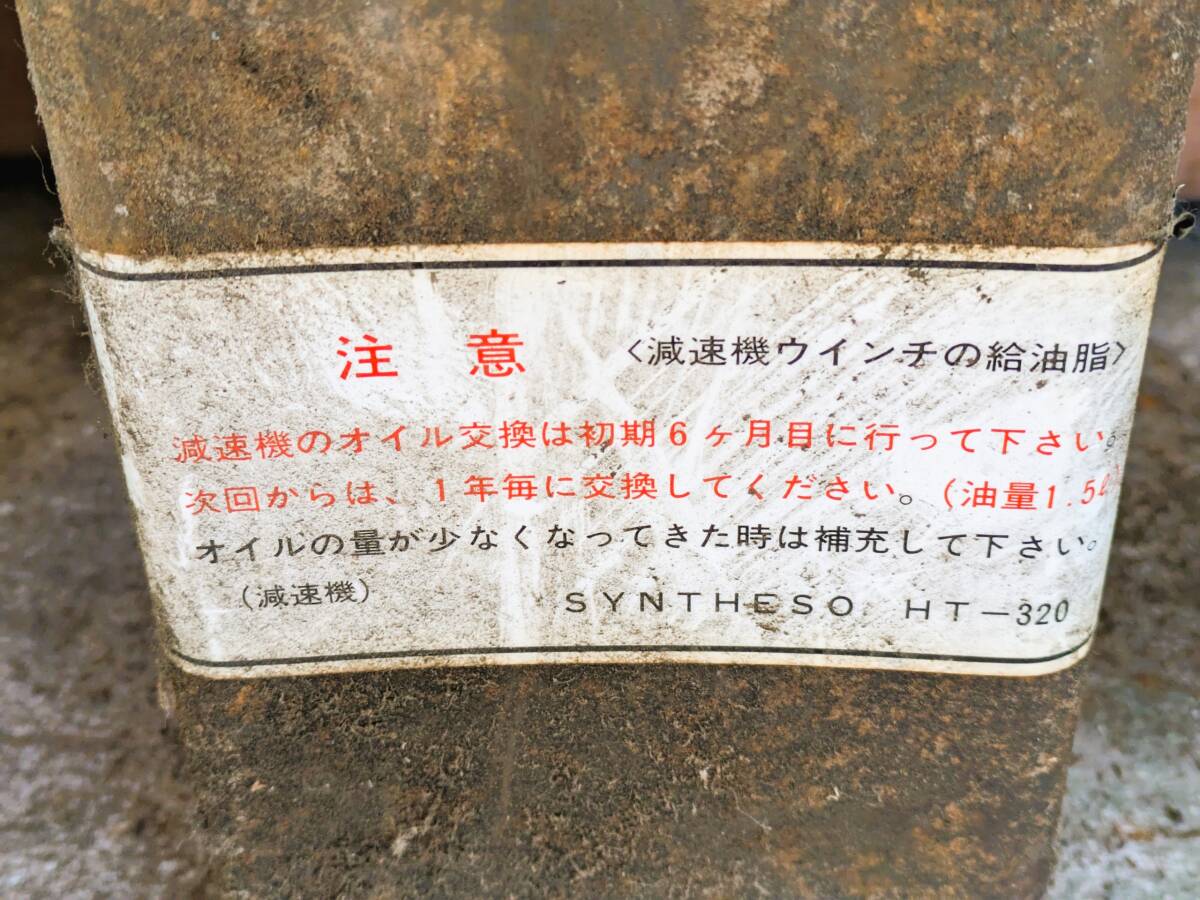 注 意 〈減速機ウインチの給油脂〉
減速機のオイル交換は初期6ヶ月目に行って下さい。
次回からは、1年毎に交換してください。(油量1.5ℓ)
オイルの量が少なくなってきた時は補充して下さい。
(減速機) SYNTHESO HT-320